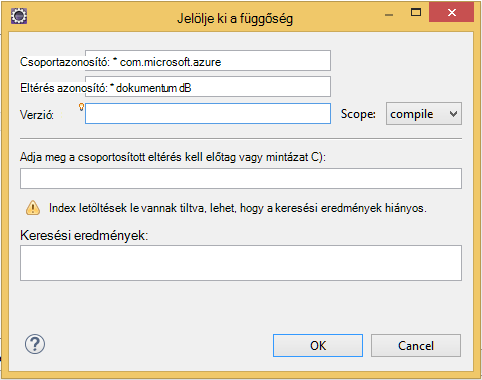 Jelölje ki a függőség
Csoportazonosító: * com.microsoft.azure
Eltérés azonosító: * dokumentum dB
Verzió: Scope: compile
Adja meg a csoportosított eltérés kell előtag vagy mintázat C):
Index letöltések le vannak tiltva, lehet, hogy a keresési eredmények hiányos.
Keresési eredmények:
? OK Cancel